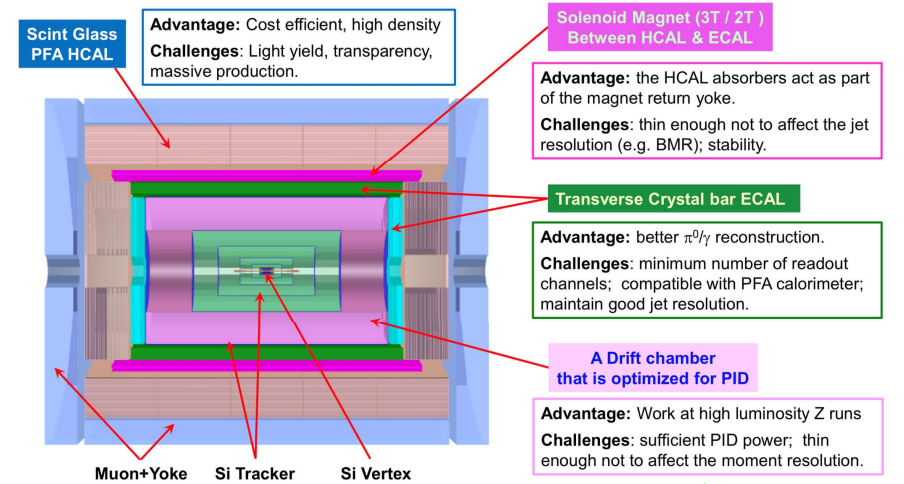 Scint Glass
PFA HCAL
Advantage: Cost efficient, high density
Challenges: Light yield, transparency,
massive production.
Solenoid Magnet (3T / 2T )
Between HCAL & ECAL
Advantage: the HCAL absorbers act as part
of the magnet return yoke.
Challenges: thin enough not to affect the jet
resolution (e.g. BMR); stability.
Transverse Crystal bar ECAL
Advantage: better π⁰/γ reconstruction.
Challenges: minimum number of readout
channels; compatible with PFA calorimeter;
maintain good jet resolution.
A Drift chamber
that is optimized for PID
Advantage: Work at high luminosity Z runs
Challenges: sufficient PID power; thin
enough not to affect the moment resolution.
Muon+Yoke
Si Tracker
Si Vertex